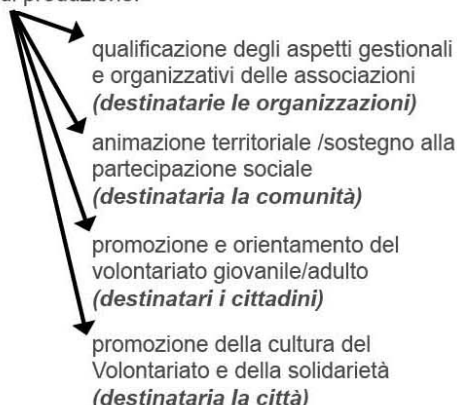 di produzione:
qualificazione degli aspetti gestionali
e organizzativi delle associazioni
(destinatarie le organizzazioni)
animazione territoriale /sostegno alla
partecipazione sociale
(destinataria la comunità)
promozione e orientamento del
volontariato giovanile/adulto
(destinatari i cittadini)
promozione della cultura del
Volontariato e della solidarietà
(destinataria la città)